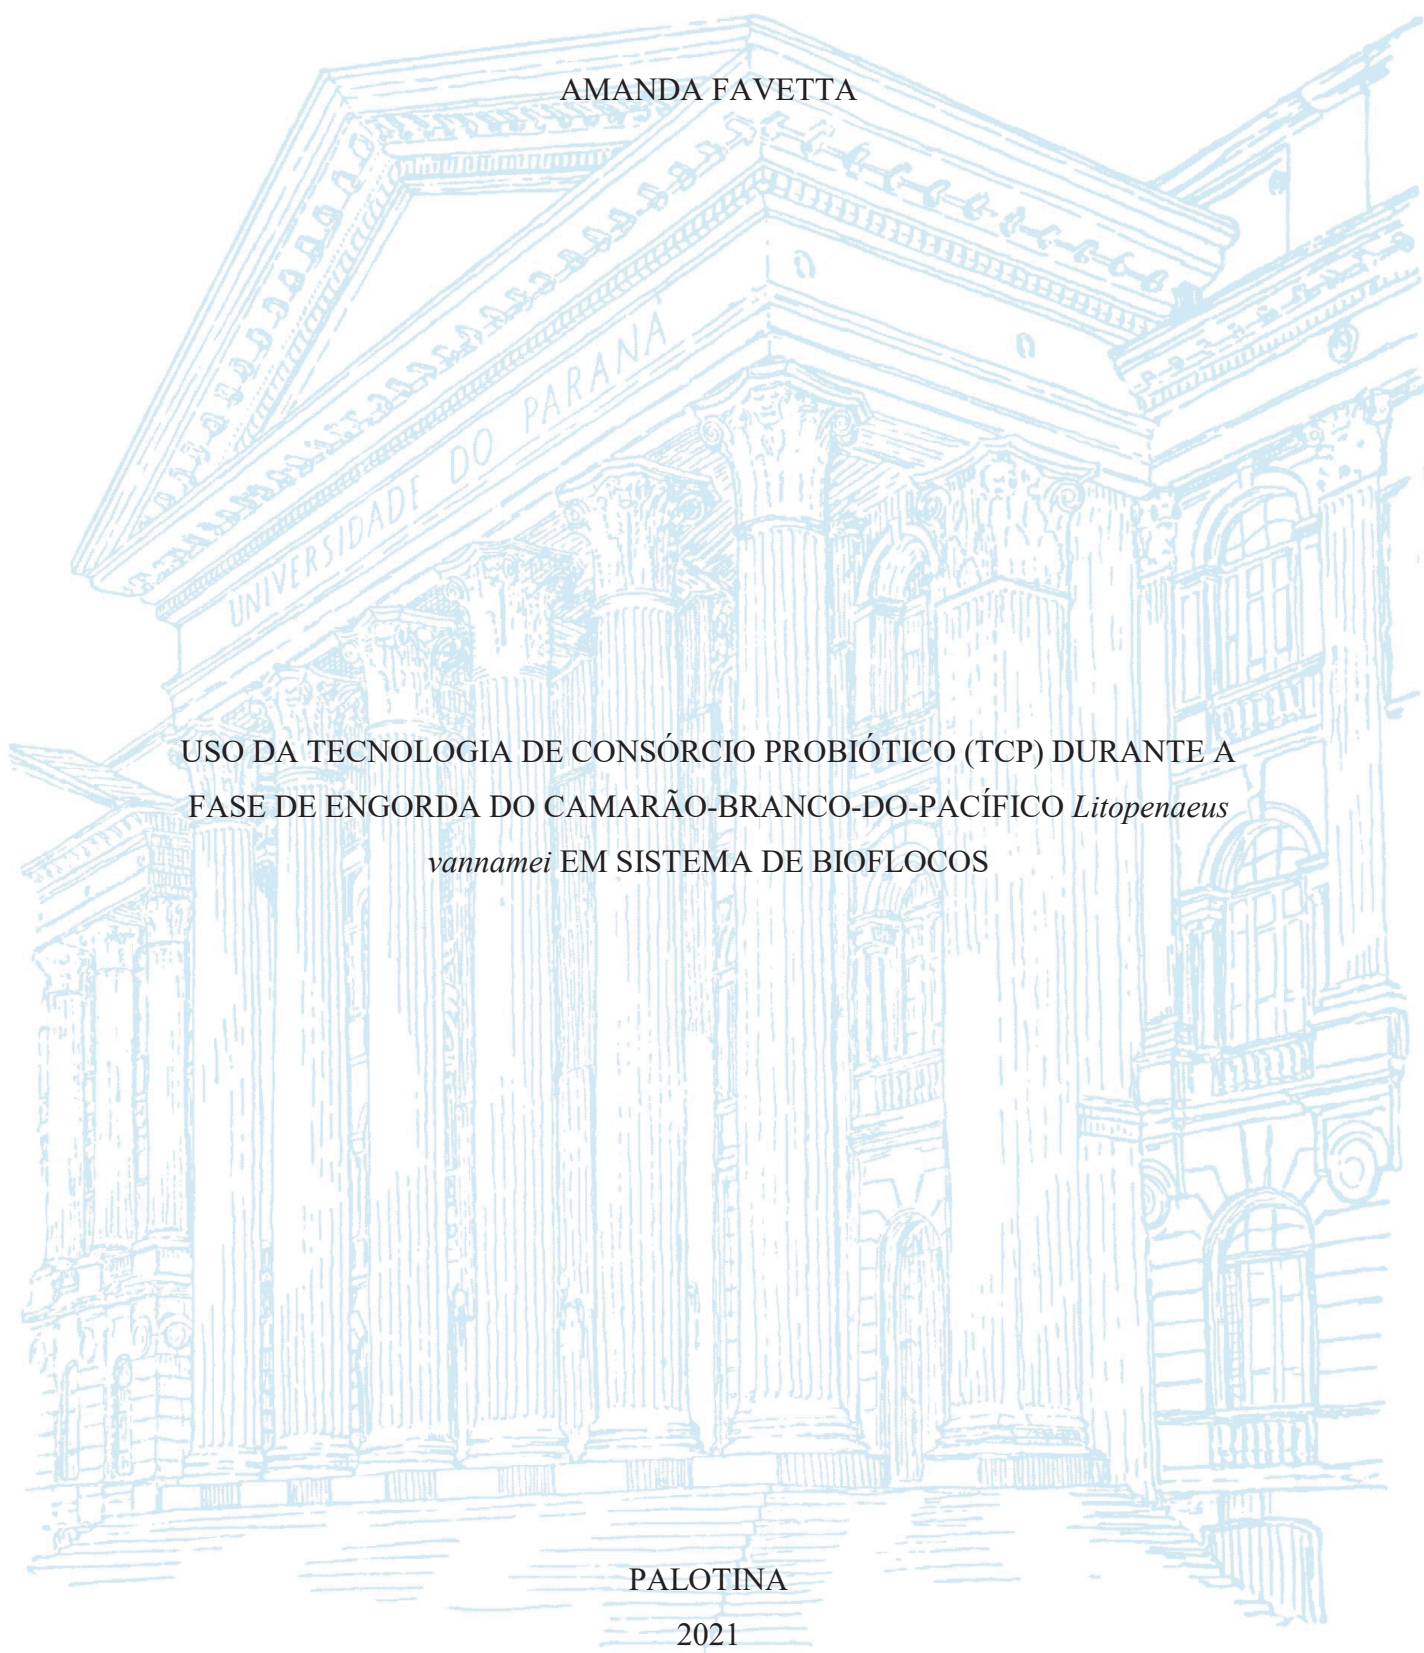 AMANDA FAVETTA
UNIVERSIDADE DO PARANÁ
USO DA TECNOLOGIA DE CONSÓRCIO PROBIÓTICO (TCP) DURANTE A
FASE DE ENGORDA DO CAMARÃO-BRANCO-DO-PACÍFICO Litopenaeus
vannamei EM SISTEMA DE BIOFLOCOS
PALOTINA
2021